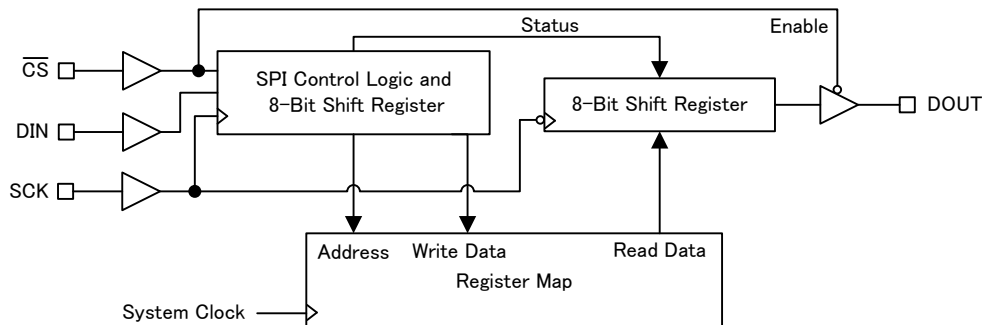 Status
Enable
CS
SPI Control Logic and
8-Bit Shift Register
8-Bit Shift Register
DOUT
DIN
SCK
Address
Write Data
Read Data
Register Map
System Clock